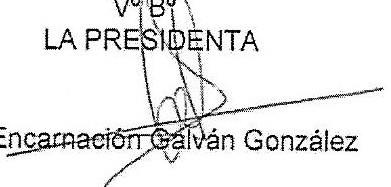 Vº Bº
LA PRESIDENTA
Encarnación Galván González